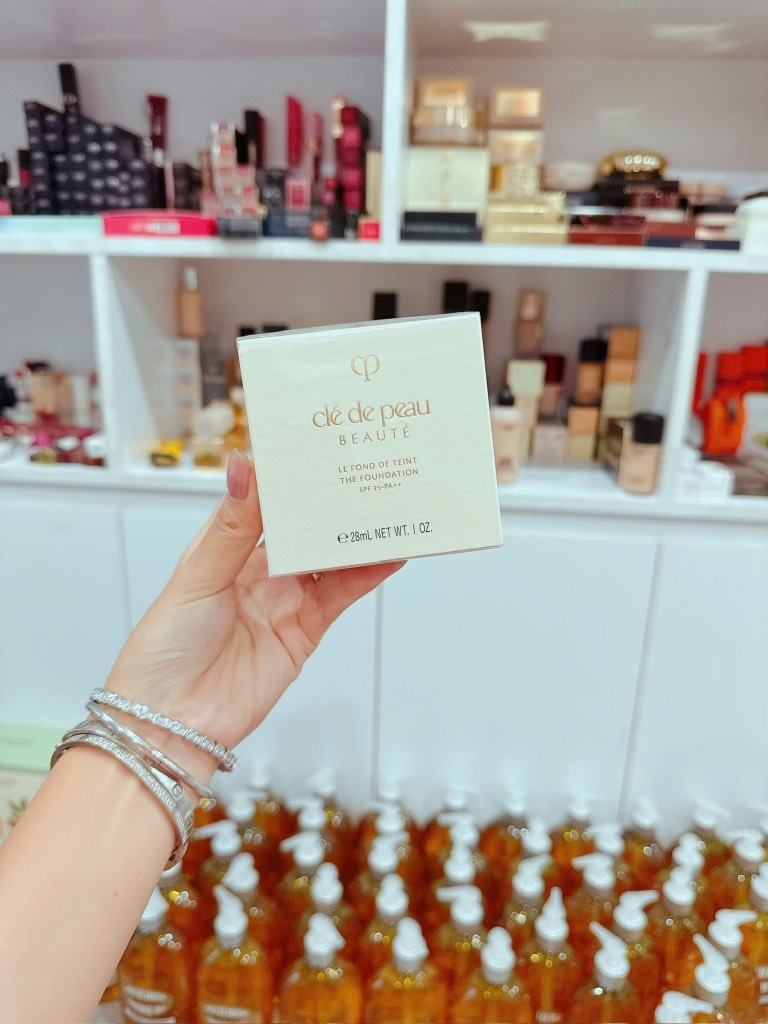 clé de peau
BEAUTÉ
LE FOND DE TEINT
THE FOUNDATION
SPF 25·PA++
℮ 28mL NET WT. 1 OZ.